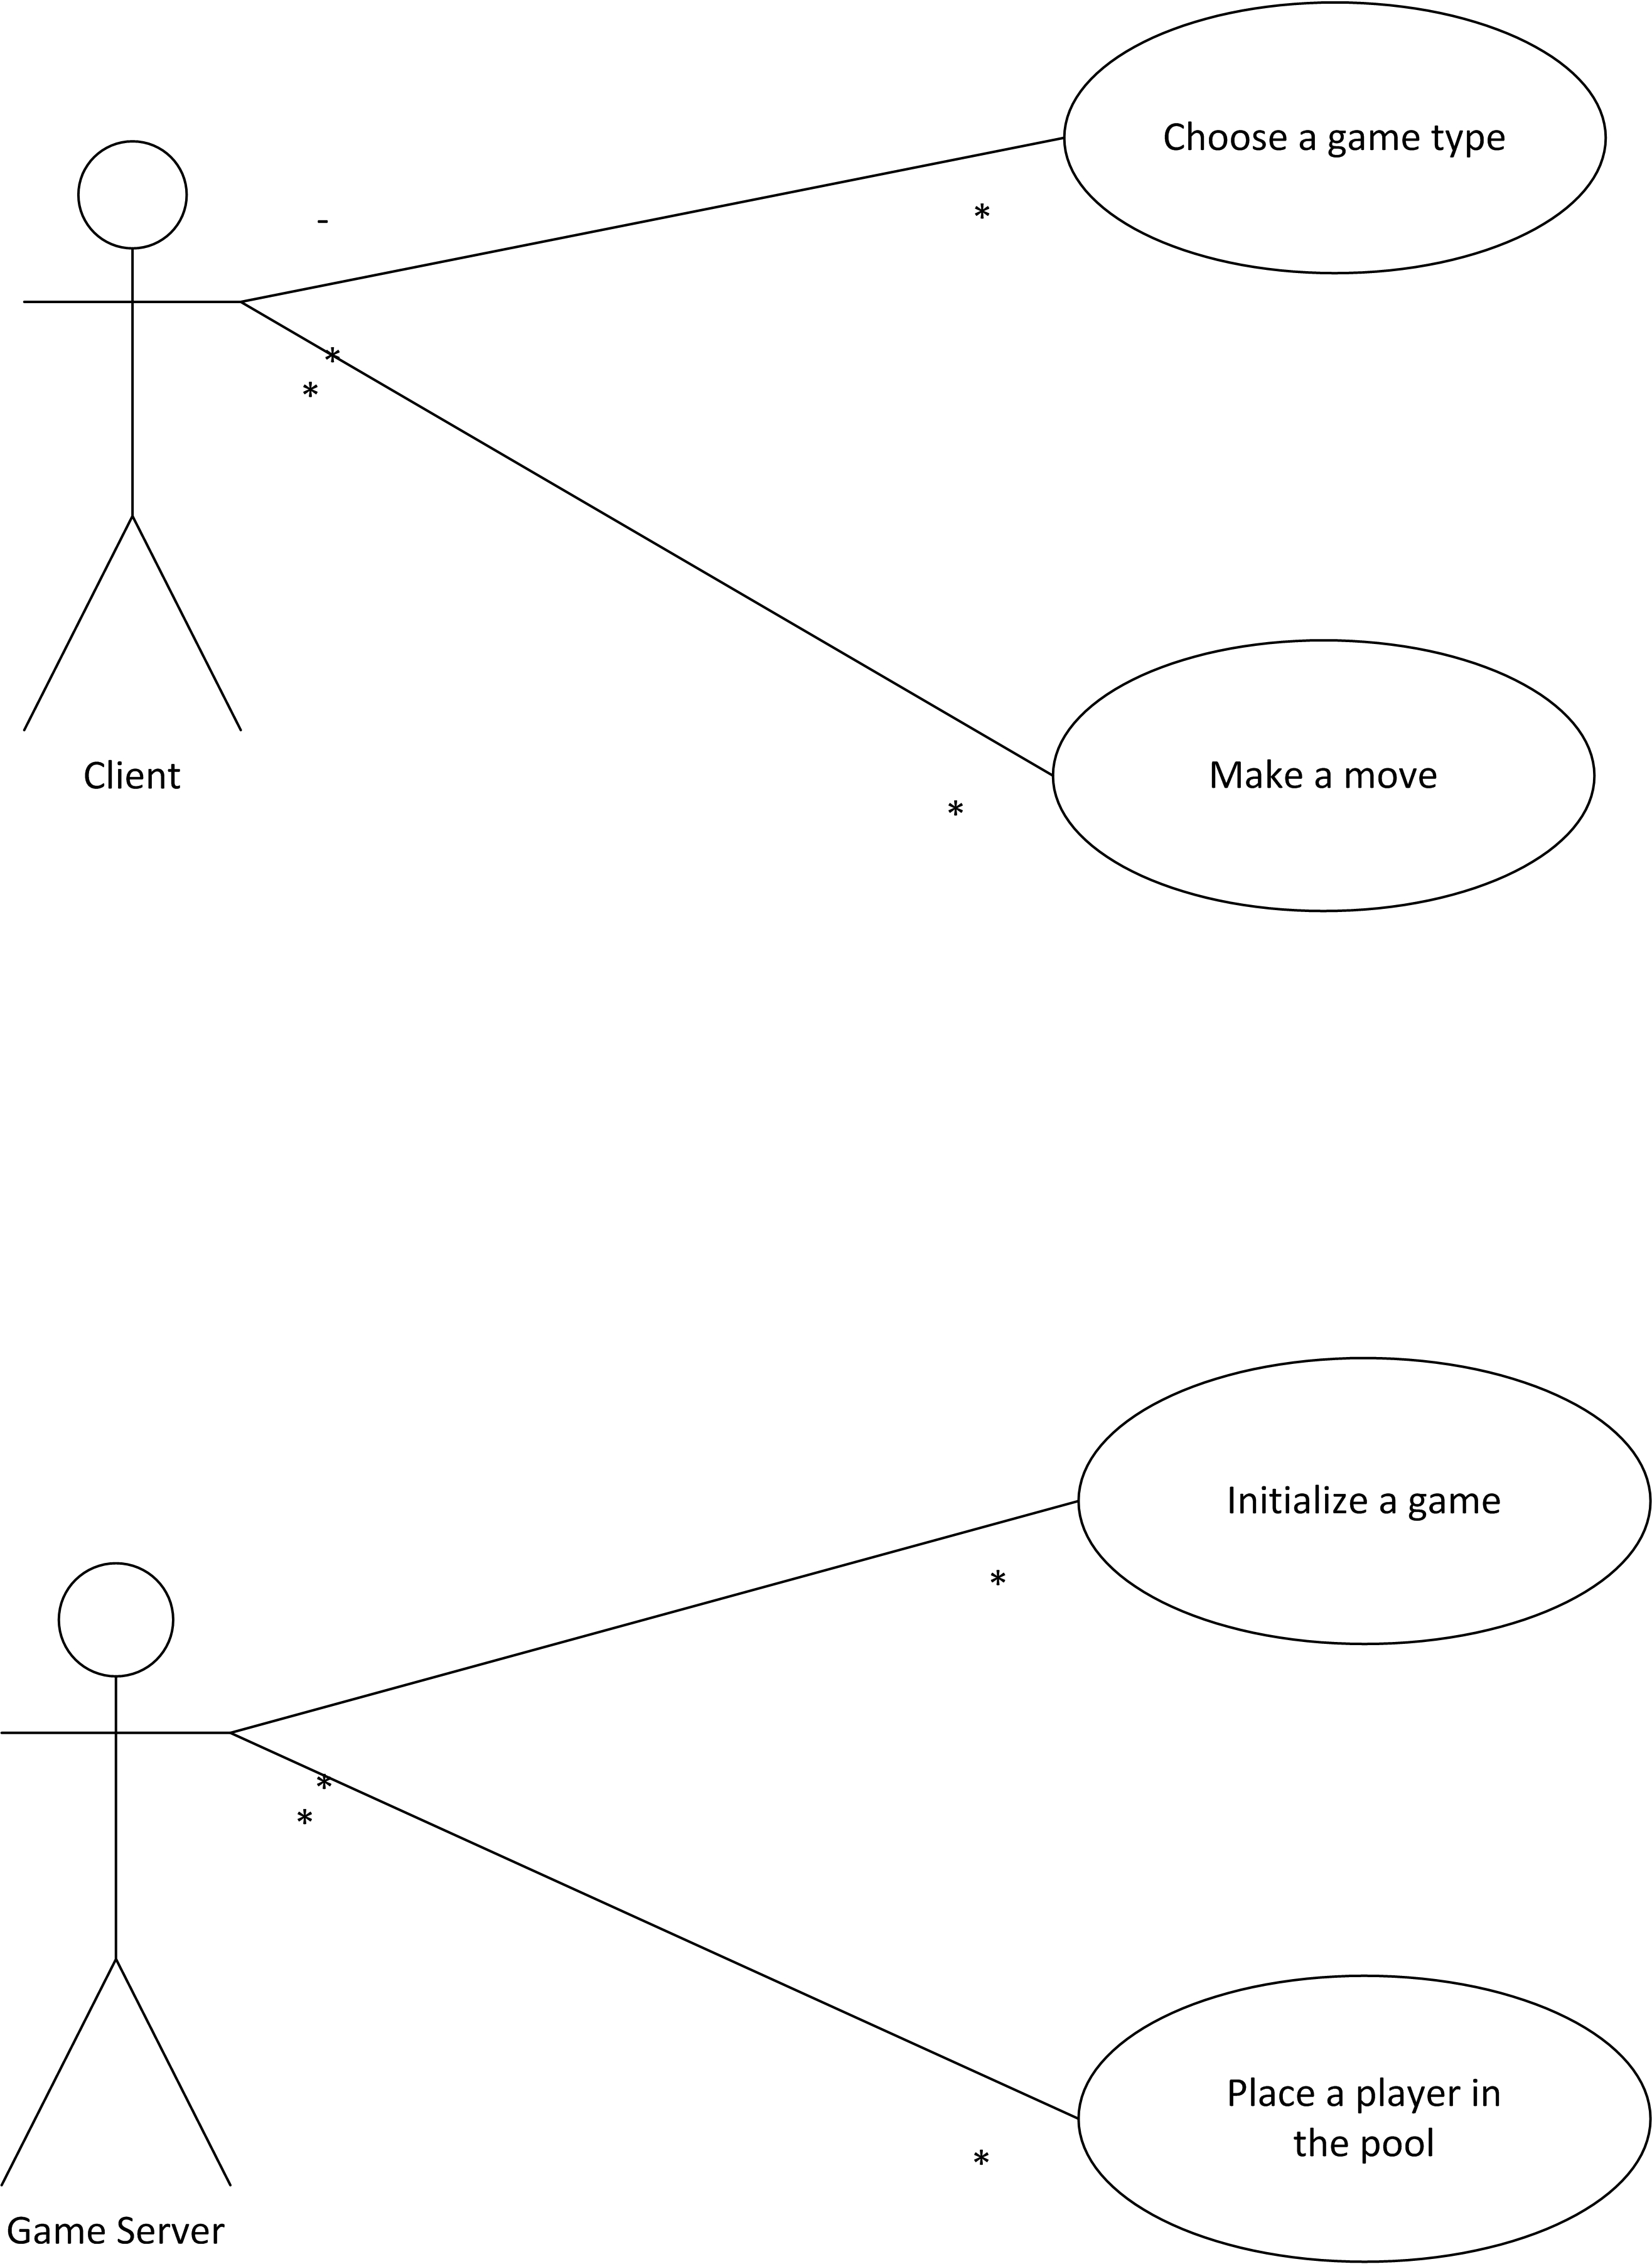 Choose a game type
-
*
*
*
Client
Make a move
*
Initialize a game
*
*
*
Place a player in
the pool
*
Game Server